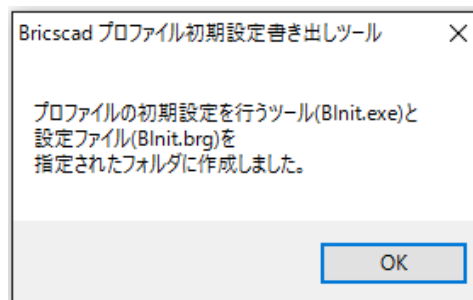 Bricscad プロファイル初期設定書き出しツール
プロファイルの初期設定を行うツール(BInit.exe)と
設定ファイル(BInit.brg)を
指定されたフォルダに作成しました。
OK